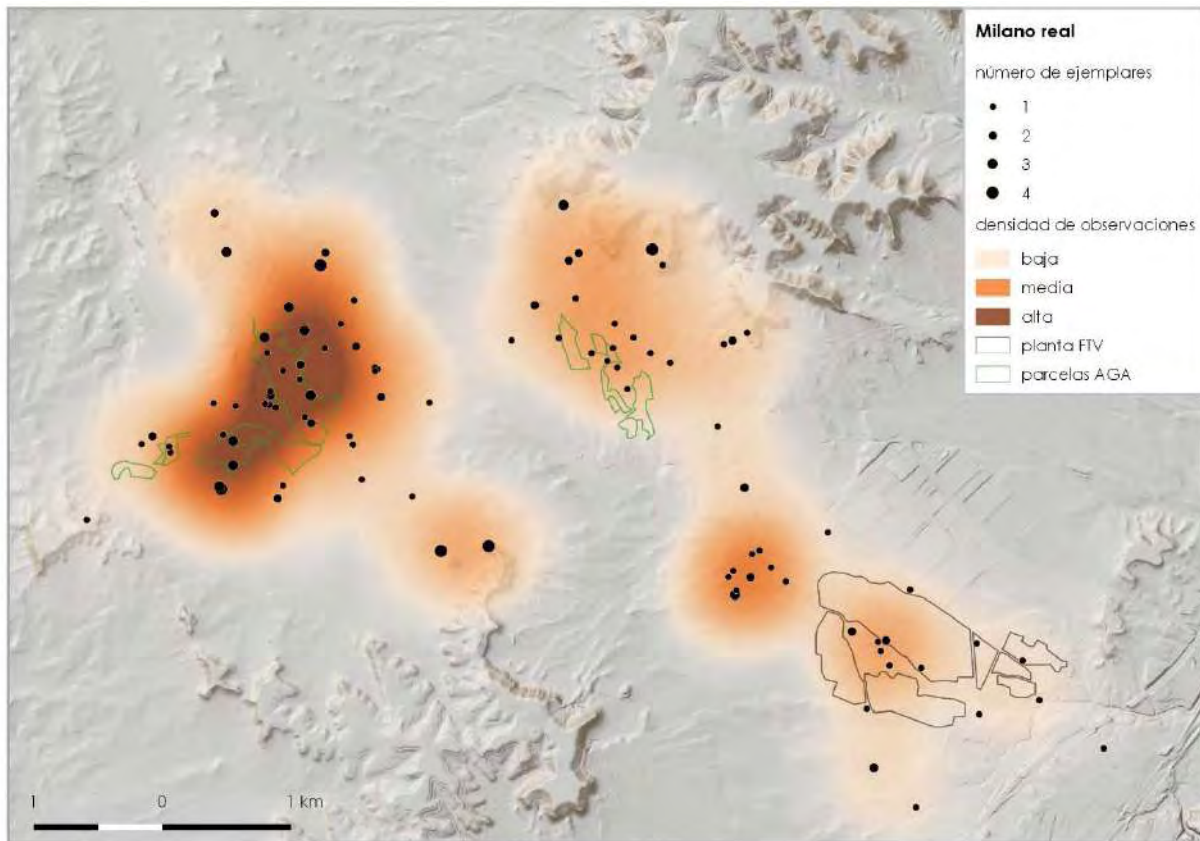 Milano real
número de ejemplares
1
2
3
4
densidad de observaciones
baja
media
alta
planta FTV
parcelas AGA
1 0 1 km